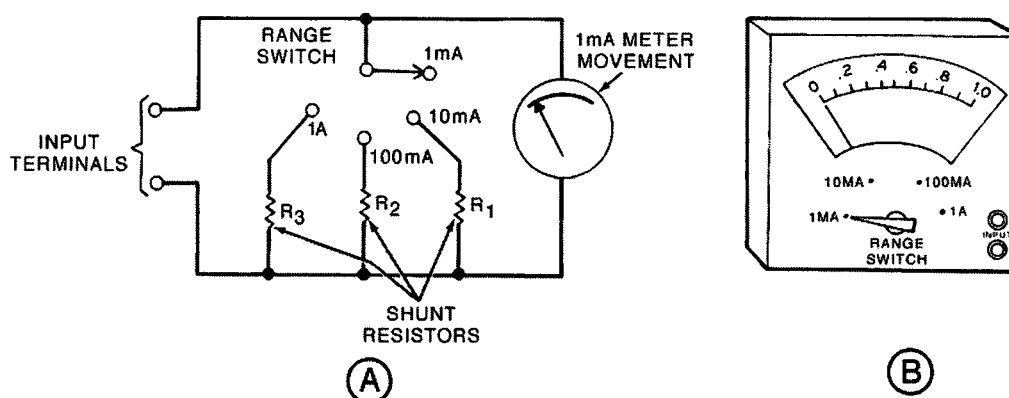 RANGE
SWITCH
1mA
1mA METER
MOVEMENT
INPUT
TERMINALS
1A
10mA
100mA
R3
R2
R1
SHUNT
RESISTORS
A
0 .2 .4 .6 .8 1.0
10MA
100MA
1MA
1A
INPUT
RANGE
SWITCH
B